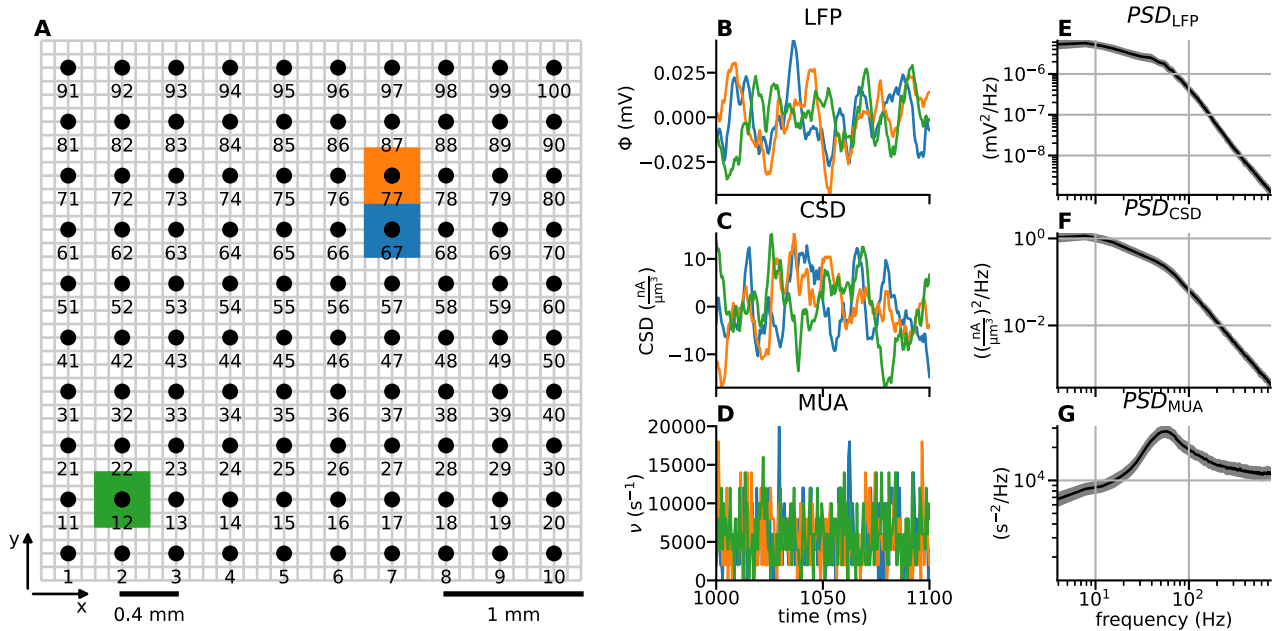 A
91 92 93 94 95 96 97 98 99 100
81 82 83 84 85 86 87 88 89 90
71 72 73 74 75 76 77 78 79 80
61 62 63 64 65 66 67 68 69 70
51 52 53 54 55 56 57 58 59 60
41 42 43 44 45 46 47 48 49 50
31 32 33 34 35 36 37 38 39 40
21 22 23 24 25 26 27 28 29 30
11 12 13 14 15 16 17 18 19 20
1 2 3 4 5 6 7 8 9 10
y
x
0.4 mm
1 mm
B LFP
Φ (mV)
0.025
0.000
−0.025
C CSD
CSD (nA/μm³)
10
0
−10
D MUA
ν (s⁻¹)
20000
15000
10000
5000
0
1000 1050 1100
time (ms)
E PSD_LFP
(mV²/Hz)
10⁻⁶
10⁻⁷
10⁻⁸
F PSD_CSD
((nA/μm³)²/Hz)
10⁰
10⁻²
G PSD_MUA
(s⁻²/Hz)
10⁴
10¹ 10²
frequency (Hz)